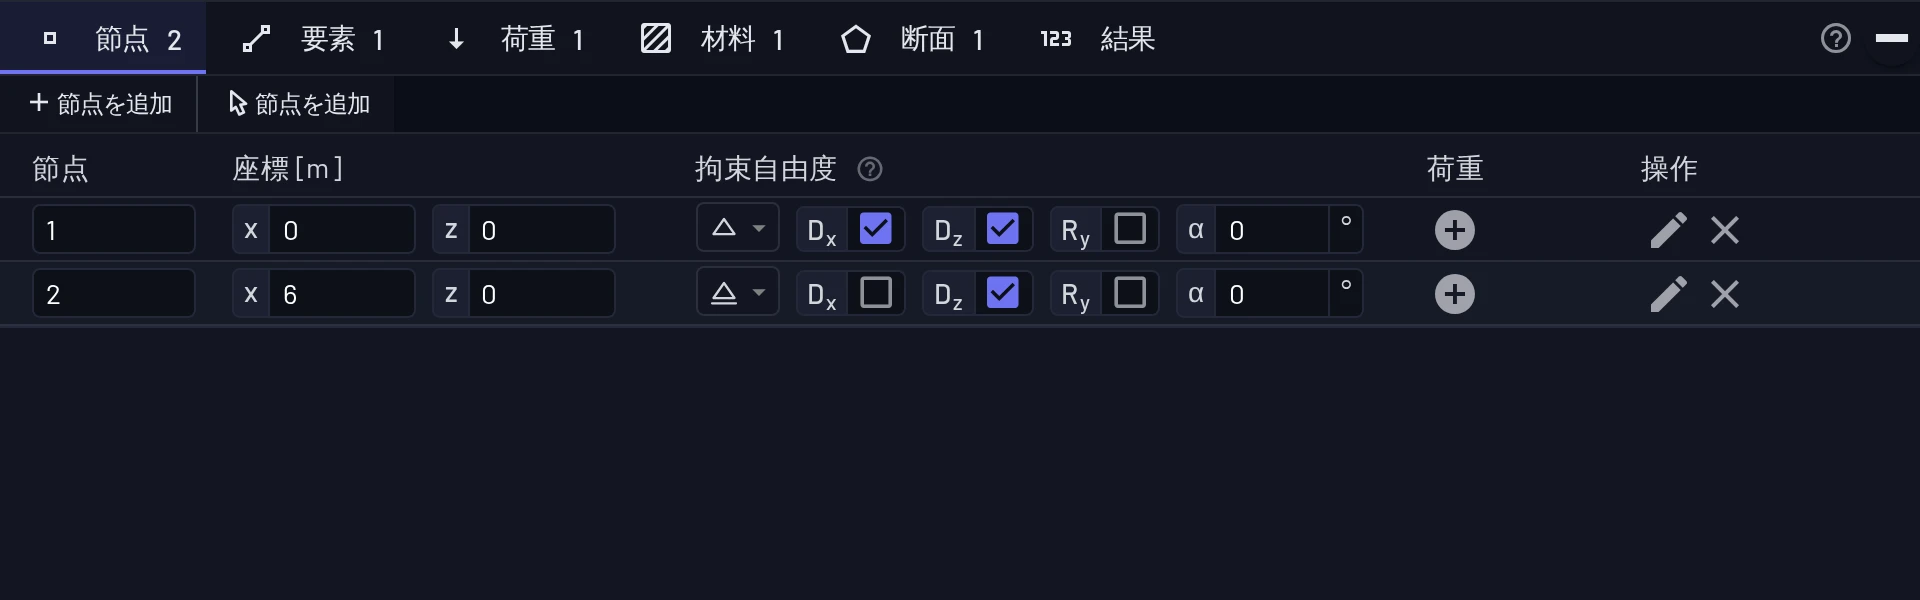 節点 2 要素 1 荷重 1 材料 1 断面 1 123 結果
節点を追加 節点を追加
節点 座標[m] 拘束自由度 荷重 操作
1 x 0 z 0 Dx Dz Ry α 0 °
2 x 6 z 0 Dx Dz Ry α 0 °